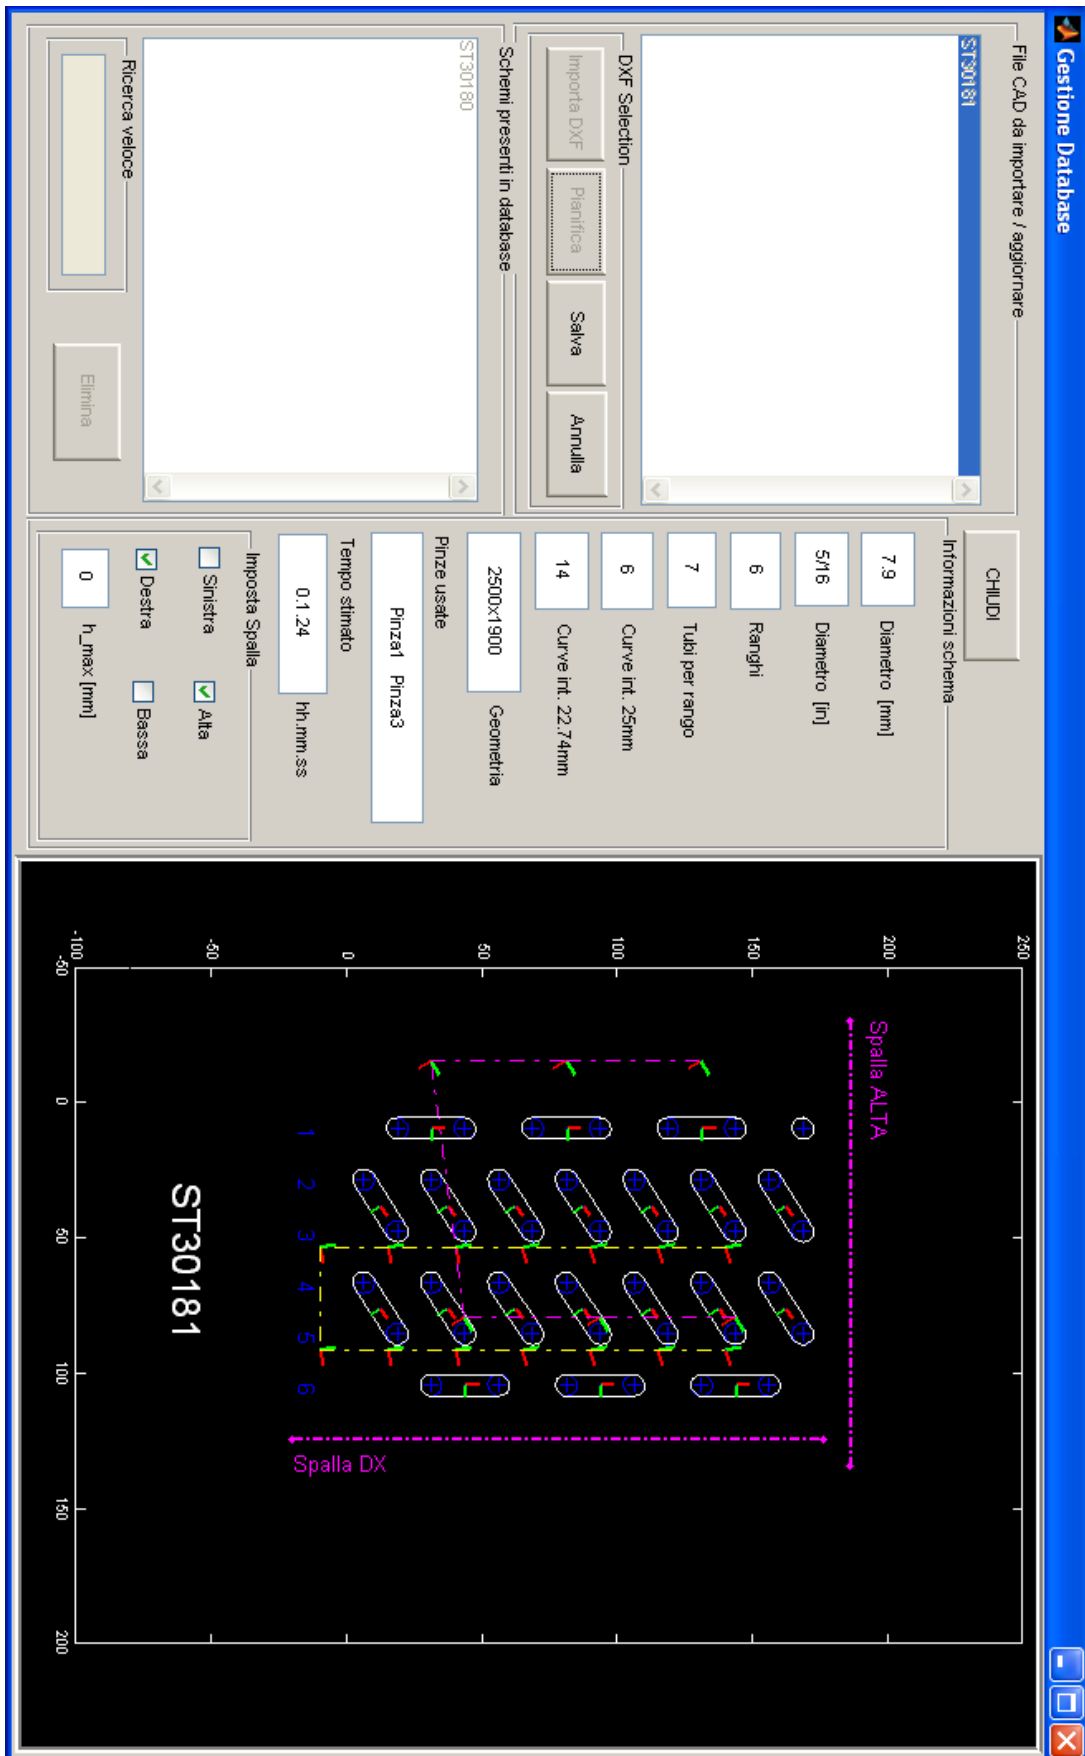 Gestione Database
File CAD da importare / aggiornare
ST30181
DXF Selection
Importa DXF
Pianifica
Salva
Annulla
Schemi presenti in database
ST30180
Ricerca veloce
Elimina
CHIUDI
Informazioni schema
7.9 Diametro [mm]
5/16 Diametro [in]
6 Ranghi
7 Tubi per rango
6 Curve int. 25mm
14 Curve int. 22.74mm
2500x1900 Geometria
Pinze usate
Pinza1 Pinza3
Tempo stimato
0.1.24 hh.mm.ss
Imposta Spalla
Sinistra Alta
Destra Bassa
0 h_max [mm]
250
200
150
100
50
0
-50
-100
-50 0 50 100 150 200
Spalla ALTA
Spalla DX
1 2 3 4 5 6
ST30181